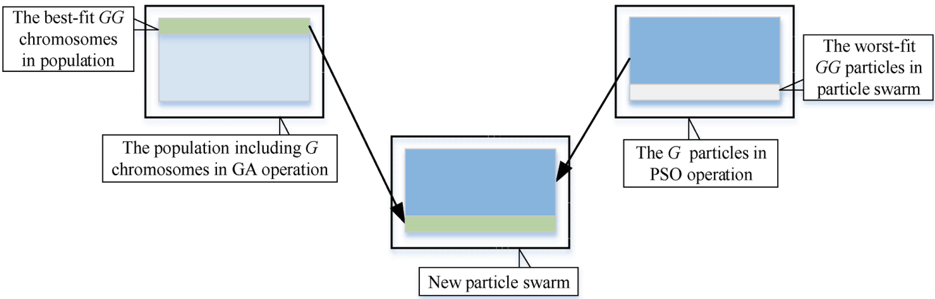 The best-fit GG
chromosomes
in population
The population including G
chromosomes in GA operation
The worst-fit
GG particles in
particle swarm
The G particles in
PSO operation
New particle swarm